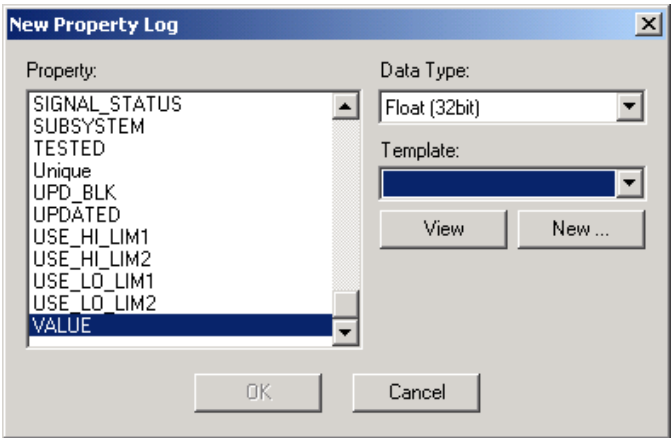 New Property Log
Property:
SIGNAL_STATUS
SUBSYSTEM
TESTED
Unique
UPD_BLK
UPDATED
USE_HI_LIM1
USE_HI_LIM2
USE_LO_LIM1
USE_LO_LIM2
VALUE
Data Type:
Float (32bit)
Template:
View
New ...
OK
Cancel